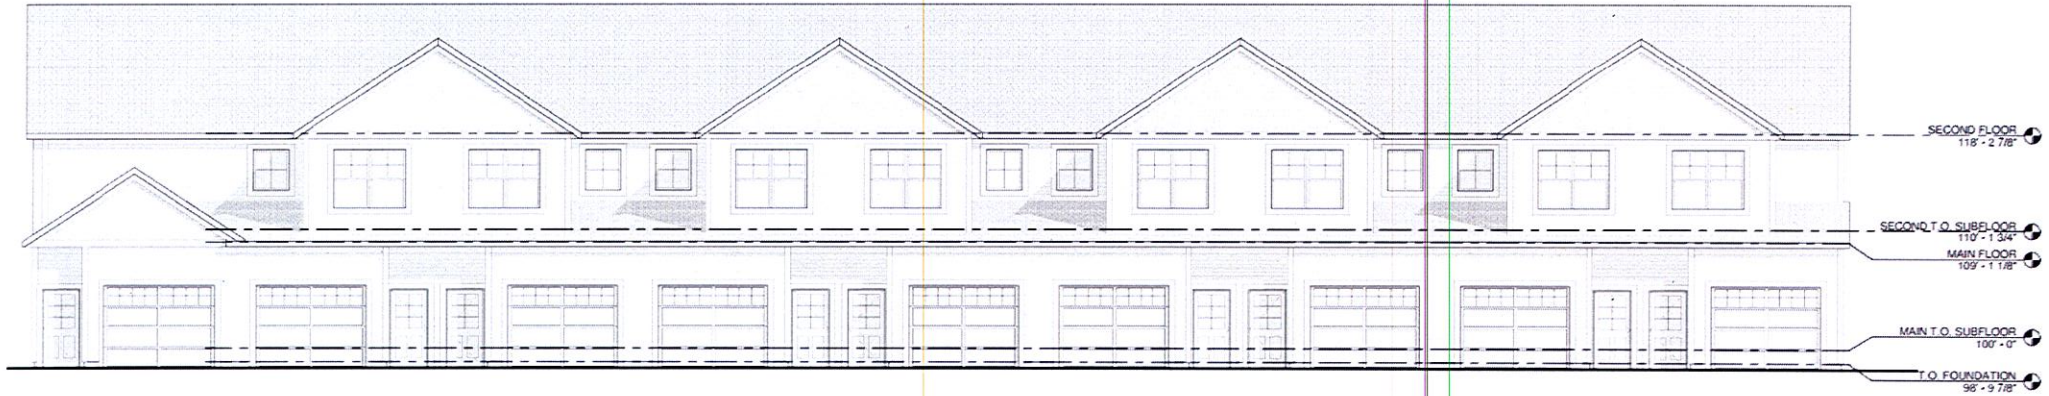 SECOND FLOOR
118' - 2 7/8"
SECOND T.O. SUBFLOOR
110' - 1 3/4"
MAIN FLOOR
109' - 1 1/8"
MAIN T.O. SUBFLOOR
100' - 0"
T.O. FOUNDATION
98' - 9 7/8"